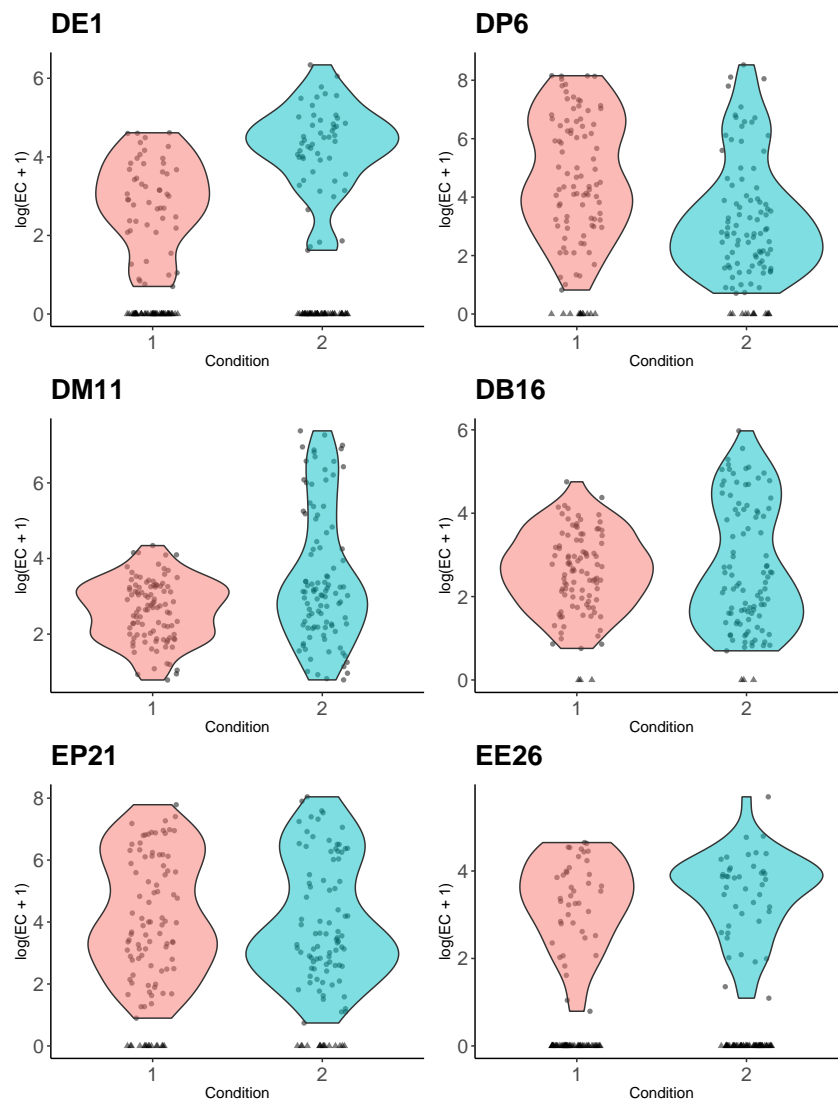 DE1
log(EC + 1)
6
4
2
0
1
2
Condition
DP6
log(EC + 1)
8
6
4
2
0
1
2
Condition
DM11
log(EC + 1)
6
4
2
1
2
Condition
DB16
log(EC + 1)
6
4
2
0
1
2
Condition
EP21
log(EC + 1)
8
6
4
2
0
1
2
Condition
EE26
log(EC + 1)
4
2
0
1
2
Condition